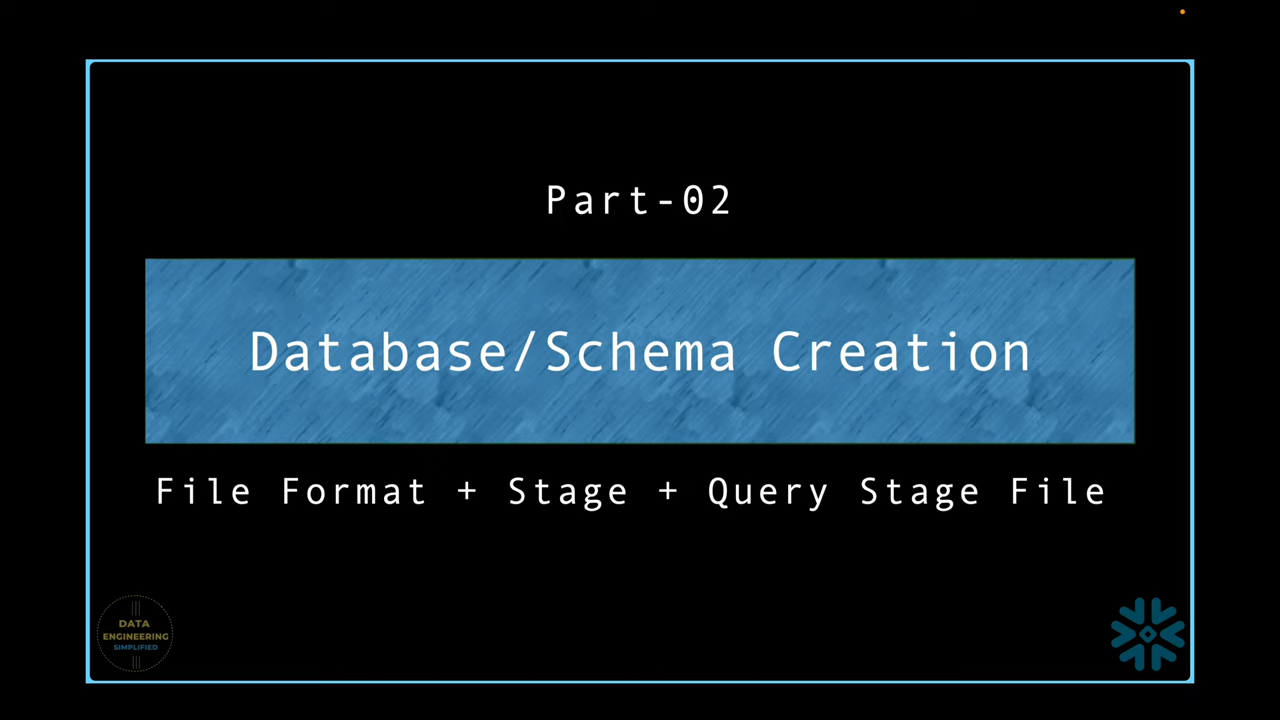 Part-02
Database/Schema Creation
File Format + Stage + Query Stage File
DATA
ENGINEERING
SIMPLIFIED